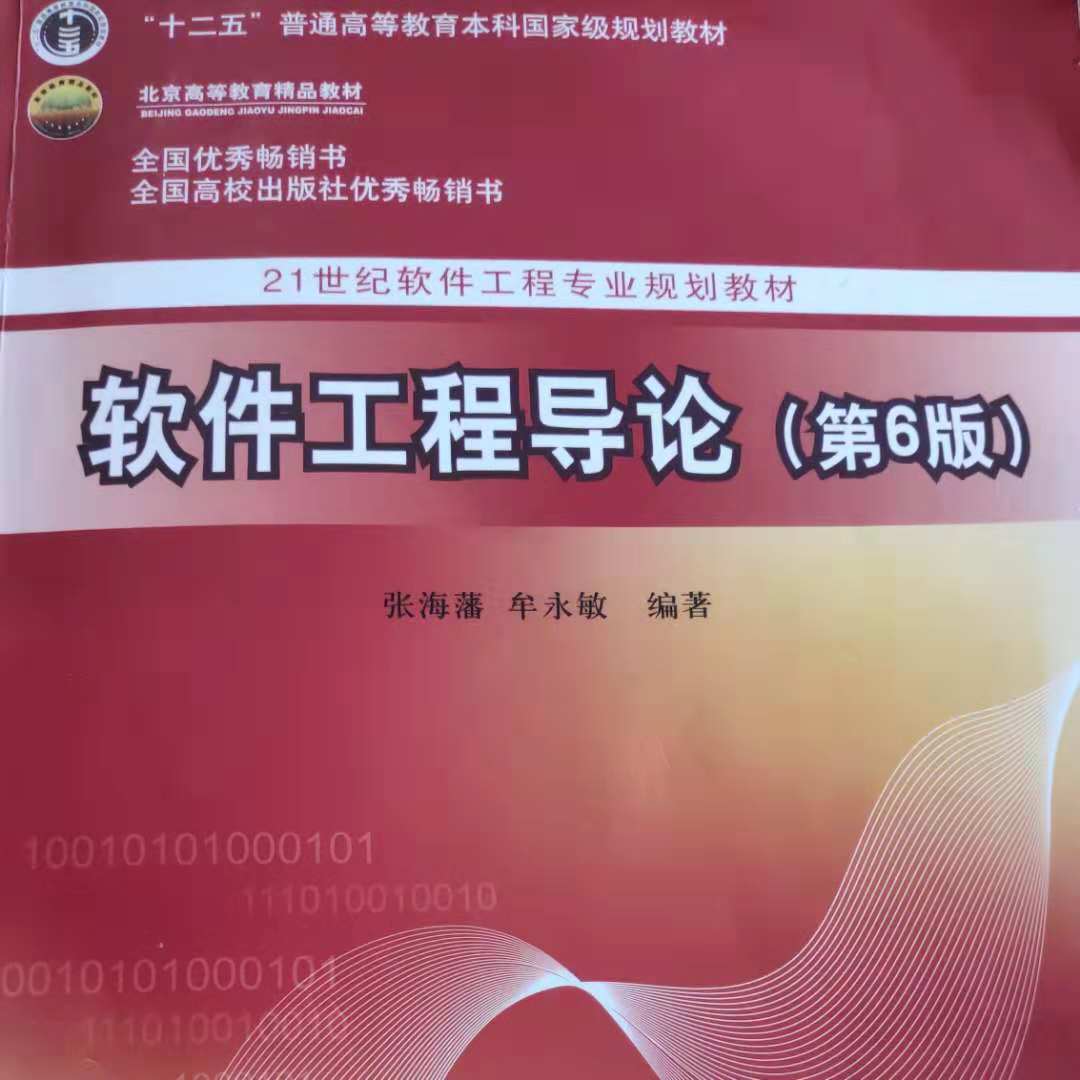 “十二五”普通高等教育本科国家级规划教材
北京高等教育精品教材
BEIJING GAODENG JIAOYU JINGPIN JIAOCAI
全国优秀畅销书
全国高校出版社优秀畅销书
21世纪软件工程专业规划教材
软件工程导论（第6版）
张海藩 牟永敏 编著
10010101000101
111010010010
0010101000101
111010010010